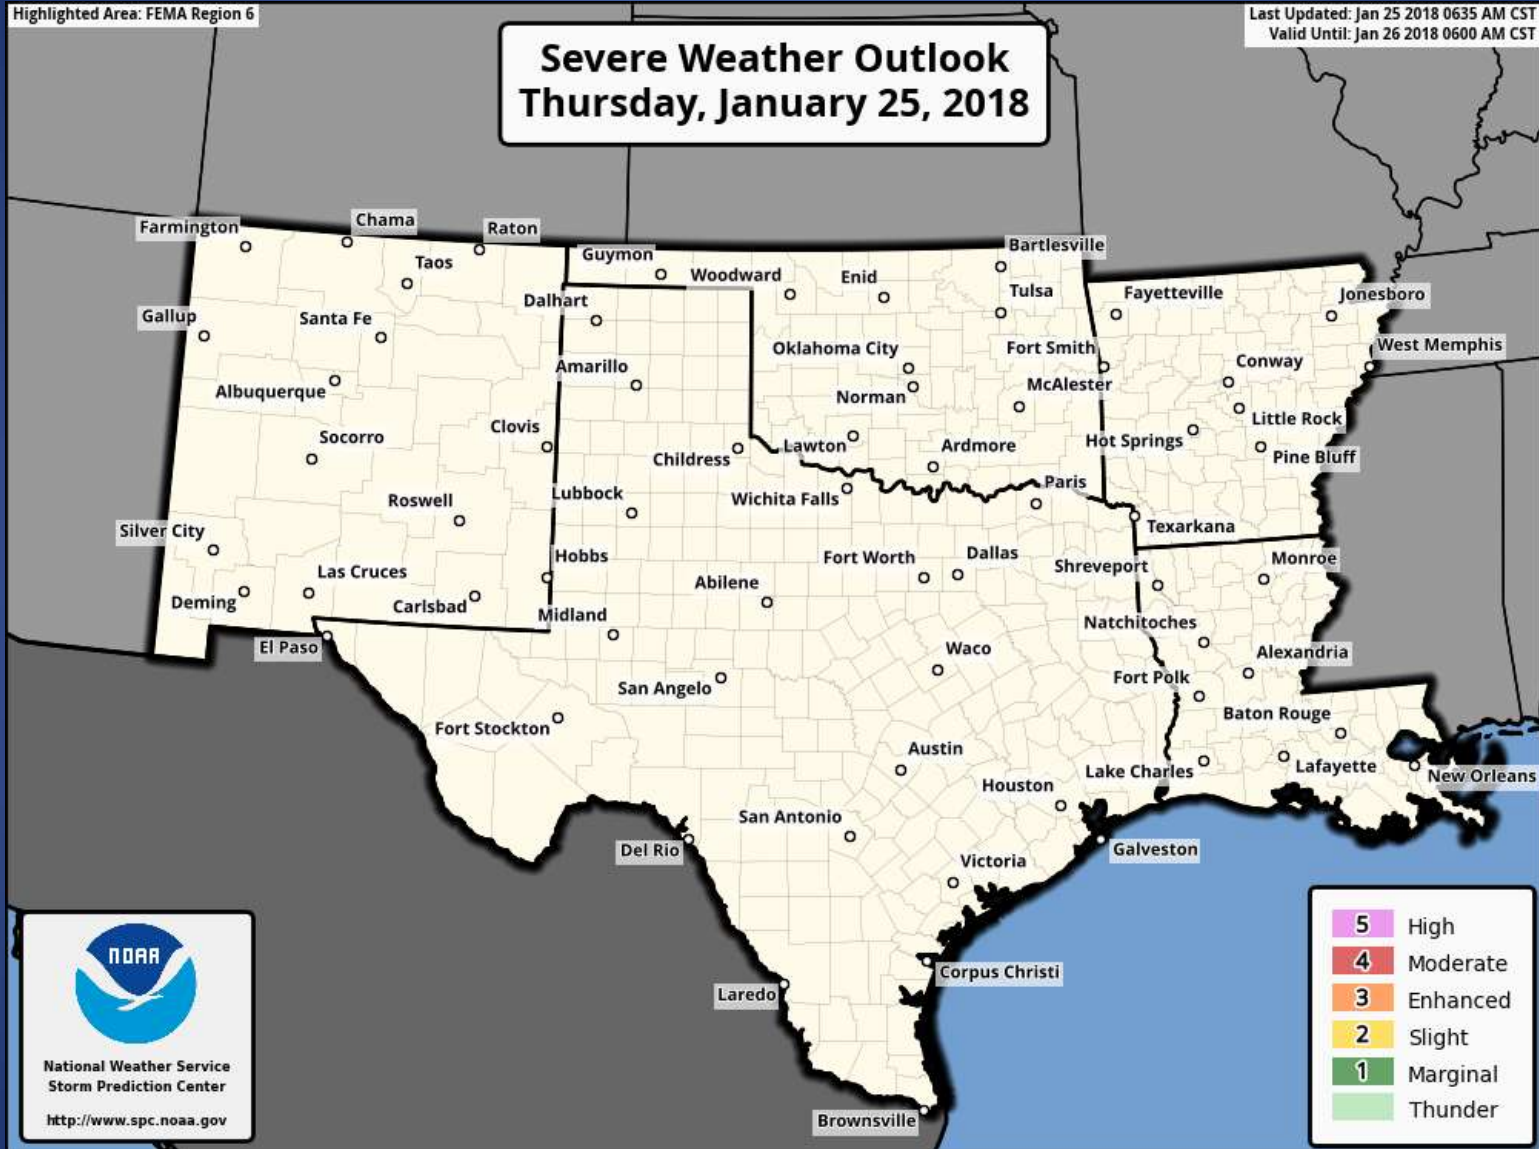 Highlighted Area: FEMA Region 6
Last Updated: Jan 25 2018 0635 AM CST
Valid Until: Jan 26 2018 0600 AM CST
Severe Weather Outlook
Thursday, January 25, 2018
Farmington
Chama
Raton
Taos
Guymon
Woodward
Enid
Bartlesville
Tulsa
Dalhart
Fayetteville
Jonesboro
Gallup
Santa Fe
Oklahoma City
Fort Smith
West Memphis
Amarillo
Conway
Albuquerque
Norman
McAlester
Little Rock
Socorro
Clovis
Childress
Lawton
Ardmore
Hot Springs
Pine Bluff
Roswell
Lubbock
Wichita Falls
Paris
Texarkana
Silver City
Hobbs
Fort Worth
Dallas
Shreveport
Monroe
Las Cruces
Abilene
Deming
Carlsbad
Midland
Natchitoches
El Paso
Waco
Alexandria
San Angelo
Fort Polk
Fort Stockton
Baton Rouge
Austin
Lake Charles
Lafayette
New Orleans
Houston
San Antonio
Del Rio
Galveston
Victoria
Corpus Christi
Laredo
Brownsville
NOAA
National Weather Service
Storm Prediction Center
http://www.spc.noaa.gov
5 High
4 Moderate
3 Enhanced
2 Slight
1 Marginal
Thunder